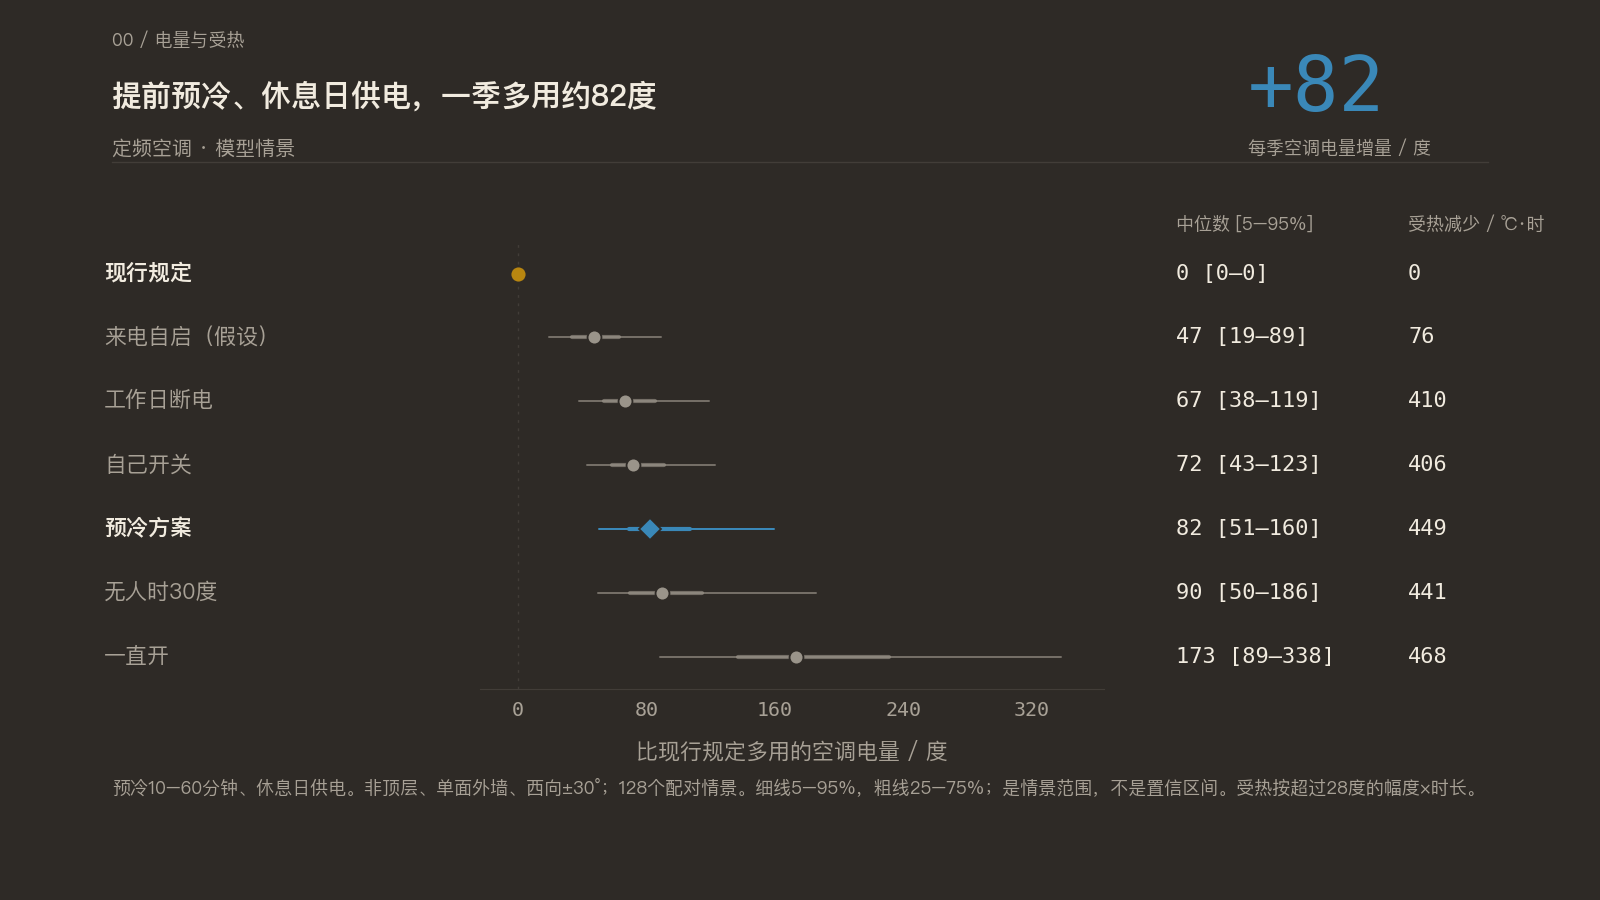 00 / 电量与受热
提前预冷、休息日供电，一季多用约82度
定频空调 · 模型情景
+82
每季空调电量增量 / 度
中位数 [5—95%] 受热减少 / ℃·时
现行规定 0 [0—0] 0
来电自启（假设） 47 [19—89] 76
工作日断电 67 [38—119] 410
自己开关 72 [43—123] 406
预冷方案 82 [51—160] 449
无人时30度 90 [50—186] 441
一直开 173 [89—338] 468
0 80 160 240 320
比现行规定多用的空调电量 / 度
预冷10—60分钟、休息日供电。非顶层、单面外墙、西向±30°；128个配对情景。细线5—95%，粗线25—75%；是情景范围，不是置信区间。受热按超过28度的幅度×时长。